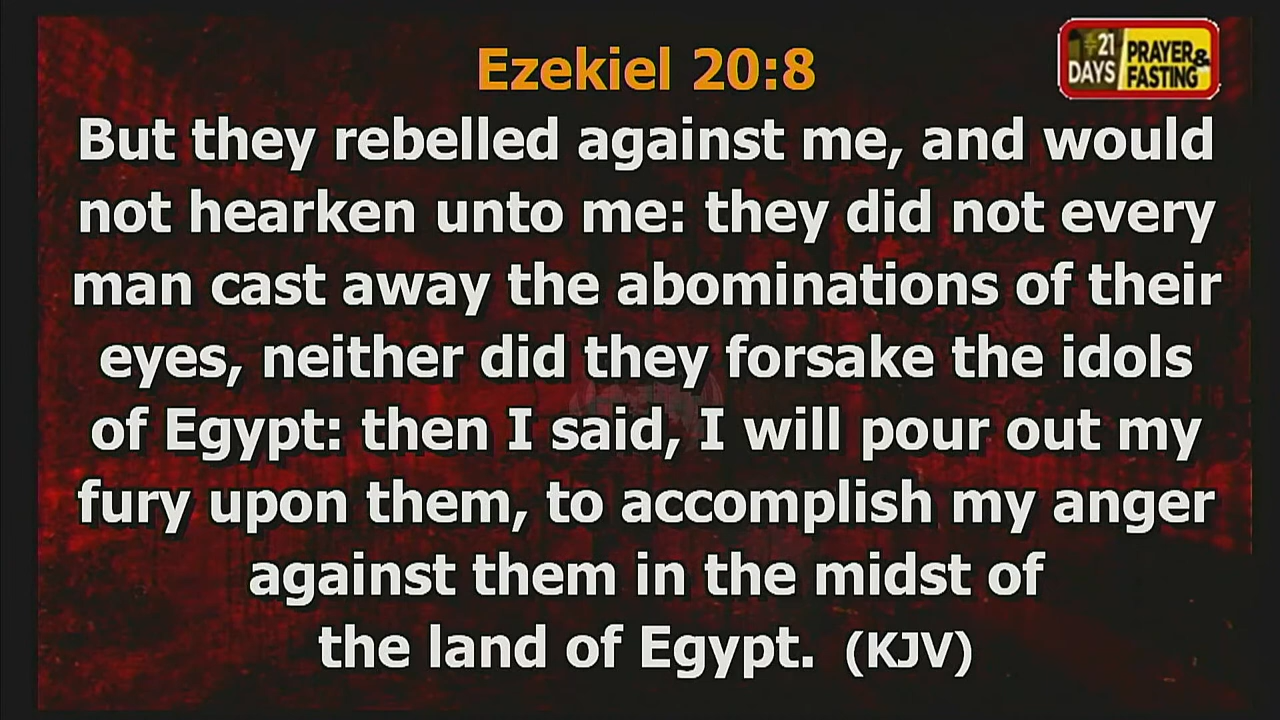 Ezekiel 20:8
21
DAYS
PRAYER&
FASTING
But they rebelled against me, and would
not hearken unto me: they did not every
man cast away the abominations of their
eyes, neither did they forsake the idols
of Egypt: then I said, I will pour out my
fury upon them, to accomplish my anger
against them in the midst of
the land of Egypt. (KJV)